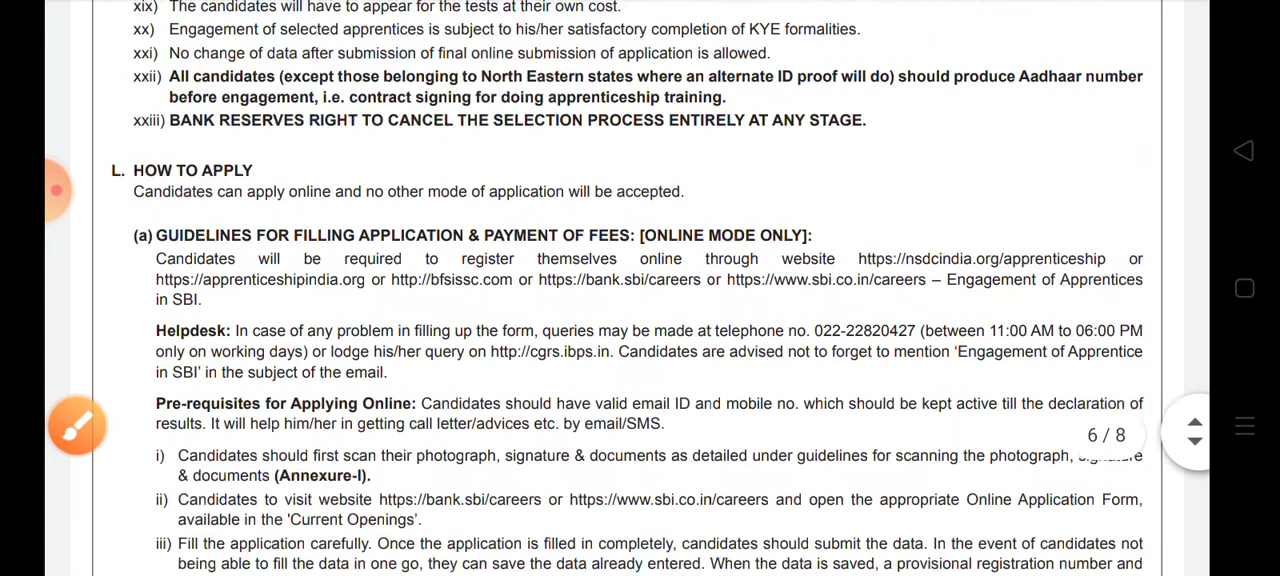 xix) The candidates will have to appear for the tests at their own cost.
xx) Engagement of selected apprentices is subject to his/her satisfactory completion of KYE formalities.
xxi) No change of data after submission of final online submission of application is allowed.
xxii) All candidates (except those belonging to North Eastern states where an alternate ID proof will do) should produce Aadhaar number
before engagement, i.e. contract signing for doing apprenticeship training.
xxiii) BANK RESERVES RIGHT TO CANCEL THE SELECTION PROCESS ENTIRELY AT ANY STAGE.
L. HOW TO APPLY
Candidates can apply online and no other mode of application will be accepted.
(a) GUIDELINES FOR FILLING APPLICATION & PAYMENT OF FEES: [ONLINE MODE ONLY]:
Candidates will be required to register themselves online through website https://nsdcindia.org/apprenticeship or
https://apprenticeshipindia.org or http://bfsissc.com or https://bank.sbi/careers or https://www.sbi.co.in/careers – Engagement of Apprentices
in SBI.
Helpdesk: In case of any problem in filling up the form, queries may be made at telephone no. 022-22820427 (between 11:00 AM to 06:00 PM
only on working days) or lodge his/her query on http://cgrs.ibps.in. Candidates are advised not to forget to mention ‘Engagement of Apprentice
in SBI’ in the subject of the email.
Pre-requisites for Applying Online: Candidates should have valid email ID and mobile no. which should be kept active till the declaration of
results. It will help him/her in getting call letter/advices etc. by email/SMS.
6 / 8
i) Candidates should first scan their photograph, signature & documents as detailed under guidelines for scanning the photograph,
& documents (Annexure-I).
ii) Candidates to visit website https://bank.sbi/careers or https://www.sbi.co.in/careers and open the appropriate Online Application Form,
available in the 'Current Openings’.
iii) Fill the application carefully. Once the application is filled in completely, candidates should submit the data. In the event of candidates not
being able to fill the data in one go, they can save the data already entered. When the data is saved, a provisional registration number and